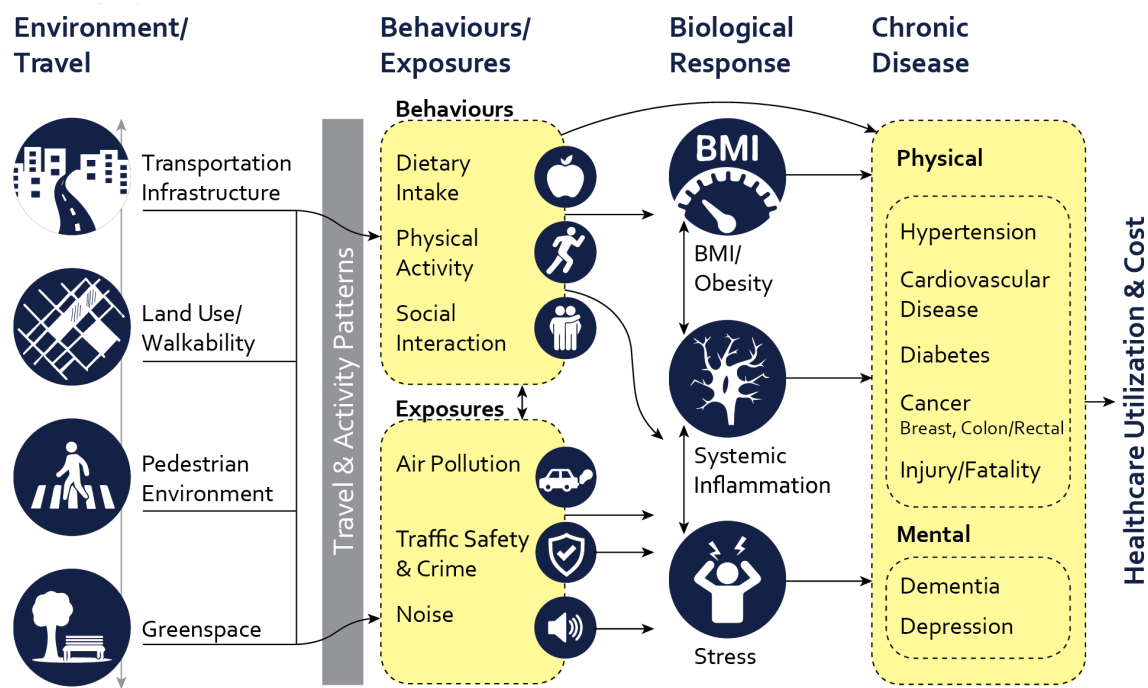 Environment/
Travel
Behaviours/
Exposures
Biological
Response
Chronic
Disease
Transportation
Infrastructure
Land Use/
Walkability
Pedestrian
Environment
Greenspace
Travel & Activity Patterns
Behaviours
Dietary
Intake
Physical
Activity
Social
Interaction
Exposures
Air Pollution
Traffic Safety
& Crime
Noise
BMI
BMI/
Obesity
Systemic
Inflammation
Stress
Physical
Hypertension
Cardiovascular
Disease
Diabetes
Cancer
Breast, Colon/Rectal
Injury/Fatality
Mental
Dementia
Depression
Healthcare Utilization & Cost